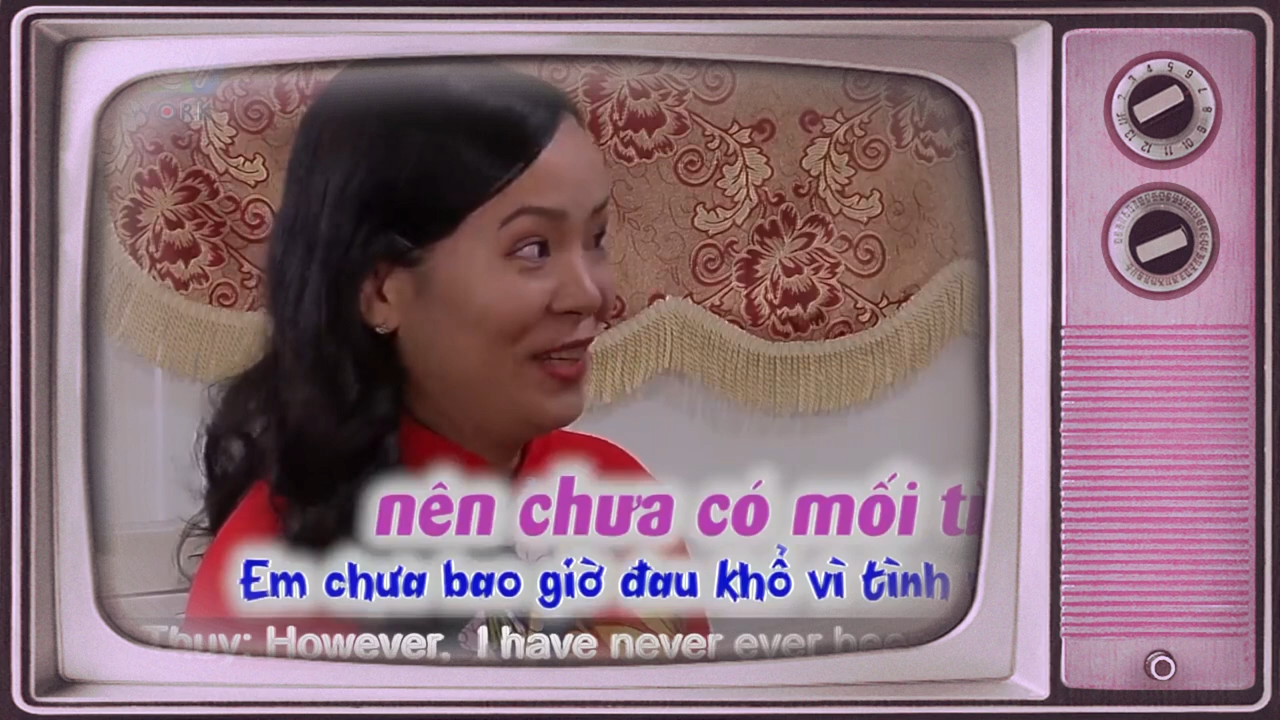 nên chưa có mối
Em chưa bao giờ đau khổ vì tình
Thuy: However, I have never ever